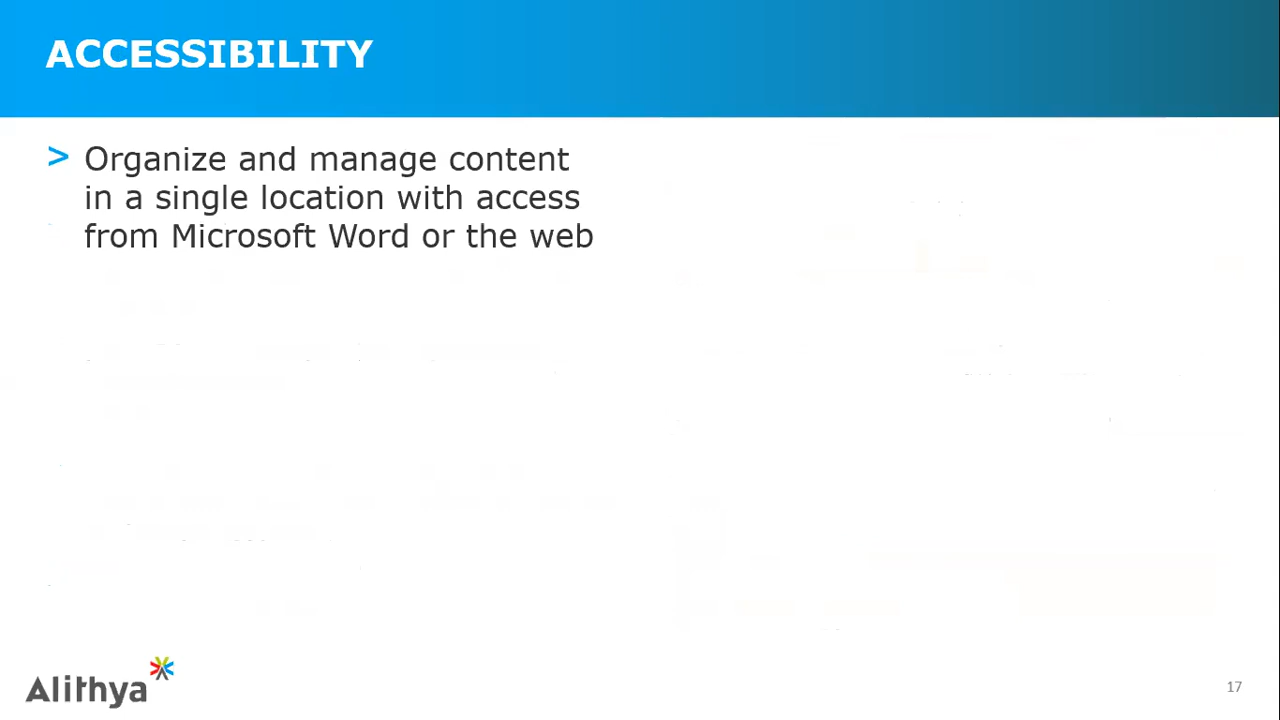 ACCESSIBILITY
> Organize and manage content
in a single location with access
from Microsoft Word or the web
Alithya
17